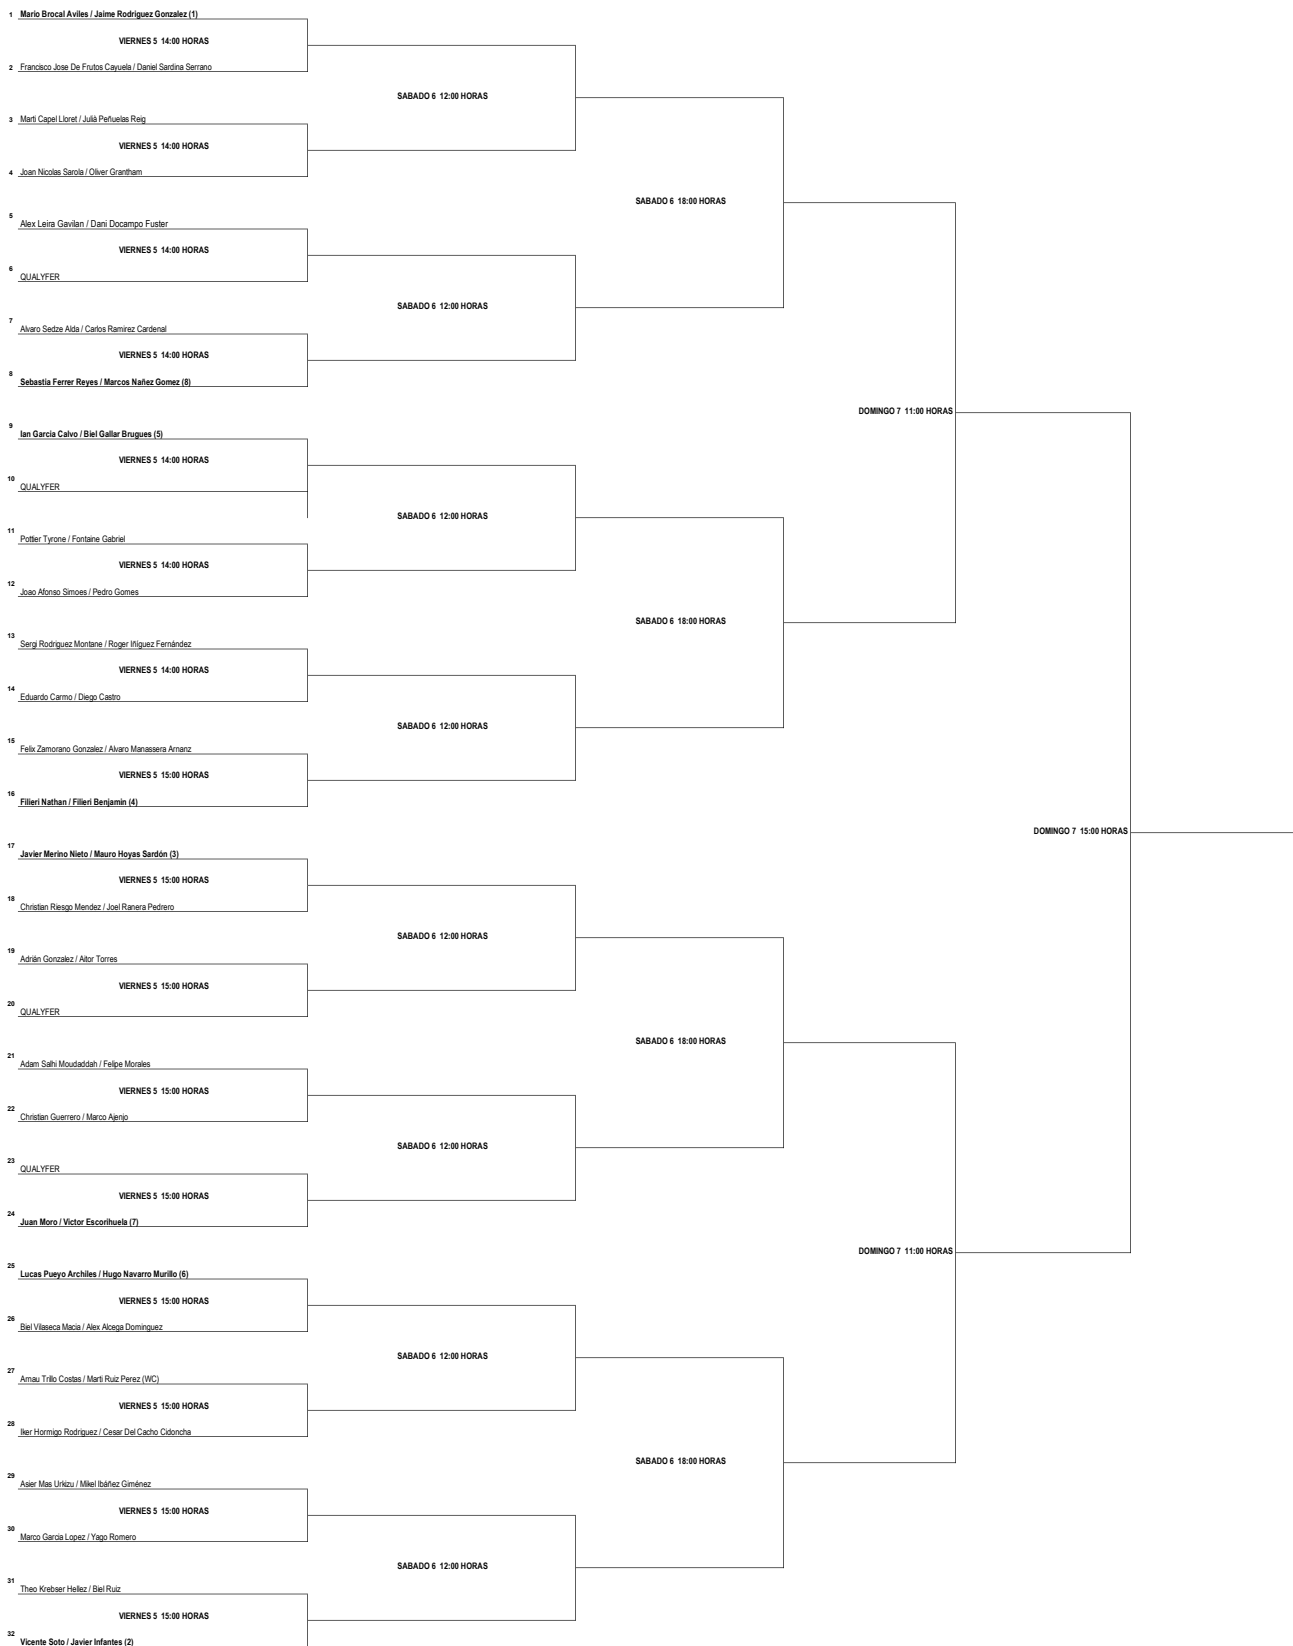 1 Mario Brocal Aviles / Jaime Rodriguez Gonzalez (1)
VIERNES 5 14:00 HORAS
2 Francisco Jose De Frutos Cayuela / Daniel Sardina Serrano
SABADO 6 12:00 HORAS
3 Marti Capel Lloret / Julià Peñuelas Reig
VIERNES 5 14:00 HORAS
4 Joan Nicolas Sarola / Oliver Grantham
SABADO 6 18:00 HORAS
5 Alex Leira Gavilan / Dani Docampo Fuster
VIERNES 5 14:00 HORAS
6 QUALYFER
SABADO 6 12:00 HORAS
7 Alvaro Sedze Alda / Carlos Ramirez Cardenal
VIERNES 5 14:00 HORAS
8 Sebastia Ferrer Reyes / Marcos Nañez Gomez (8)
DOMINGO 7 11:00 HORAS
9 Ian Garcia Calvo / Biel Gallar Brugues (5)
VIERNES 5 14:00 HORAS
10 QUALYFER
SABADO 6 12:00 HORAS
11 Pottier Tyrone / Fontaine Gabriel
VIERNES 5 14:00 HORAS
12 Joao Afonso Simoes / Pedro Gomes
SABADO 6 18:00 HORAS
13 Sergi Rodriguez Montane / Roger Iñiguez Fernández
VIERNES 5 14:00 HORAS
14 Eduardo Carmo / Diego Castro
SABADO 6 12:00 HORAS
15 Felix Zamorano Gonzalez / Alvaro Manassera Arnanz
VIERNES 5 15:00 HORAS
16 Filieri Nathan / Filieri Benjamin (4)
DOMINGO 7 15:00 HORAS
17 Javier Merino Nieto / Mauro Hoyas Sardón (3)
VIERNES 5 15:00 HORAS
18 Christian Riesgo Mendez / Joel Ranera Pedrero
SABADO 6 12:00 HORAS
19 Adrián Gonzalez / Aitor Torres
VIERNES 5 15:00 HORAS
20 QUALYFER
SABADO 6 18:00 HORAS
21 Adam Salhi Moudaddah / Felipe Morales
VIERNES 5 15:00 HORAS
22 Christian Guerrero / Marco Ajenjo
SABADO 6 12:00 HORAS
23 QUALYFER
VIERNES 5 15:00 HORAS
24 Juan Moro / Victor Escorihuela (7)
DOMINGO 7 11:00 HORAS
25 Lucas Pueyo Archiles / Hugo Navarro Murillo (6)
VIERNES 5 15:00 HORAS
26 Biel Vilaseca Macia / Alex Alcega Dominguez
SABADO 6 12:00 HORAS
27 Arnau Trillo Costas / Marti Ruiz Perez (WC)
VIERNES 5 15:00 HORAS
28 Iker Hormigo Rodriguez / Cesar Del Cacho Cidoncha
SABADO 6 18:00 HORAS
29 Asier Mas Urkizu / Mikel Ibáñez Giménez
VIERNES 5 15:00 HORAS
30 Marco Garcia Lopez / Yago Romero
SABADO 6 12:00 HORAS
31 Theo Krebser Hellez / Biel Ruiz
VIERNES 5 15:00 HORAS
32 Vicente Soto / Javier Infantes (2)